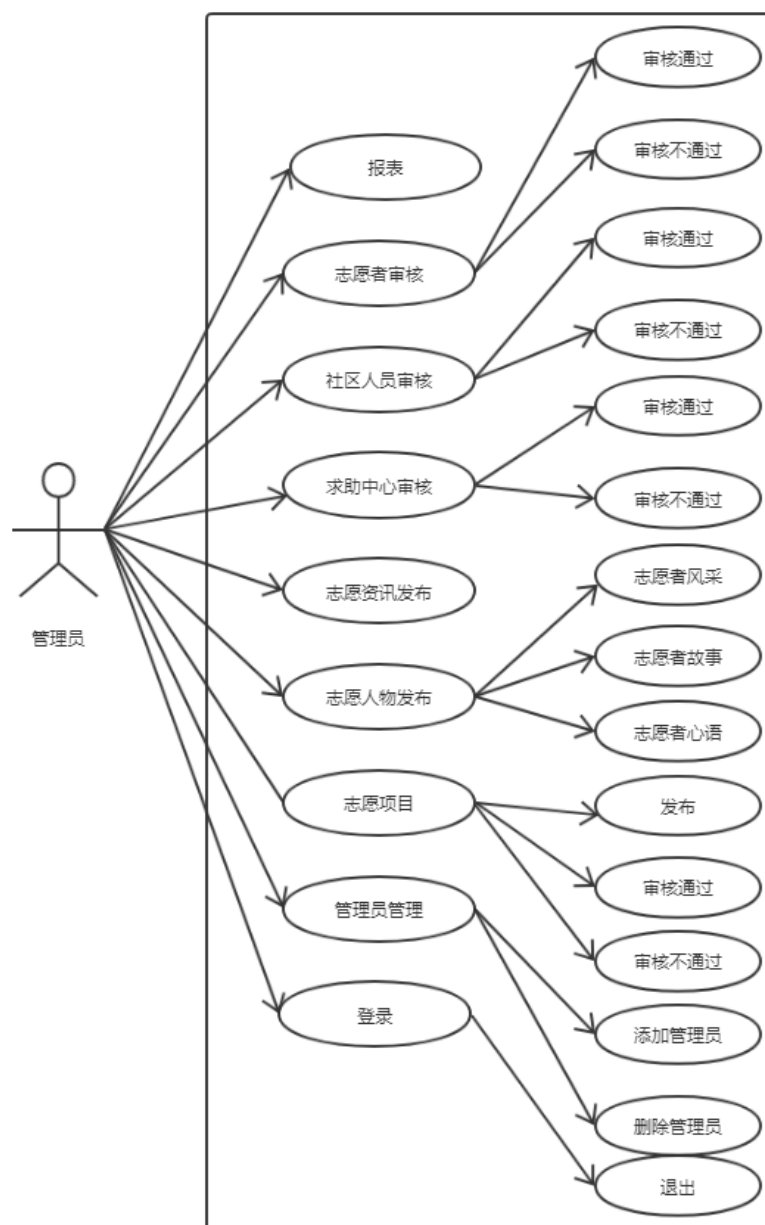 审核通过
报表
审核不通过
志愿者审核
审核通过
审核不通过
社区人员审核
审核通过
求助中心审核
审核不通过
志愿者风采
志愿资讯发布
管理员
志愿者故事
志愿人物发布
志愿者心语
志愿项目
发布
审核通过
管理员管理
审核不通过
登录
添加管理员
删除管理员
退出